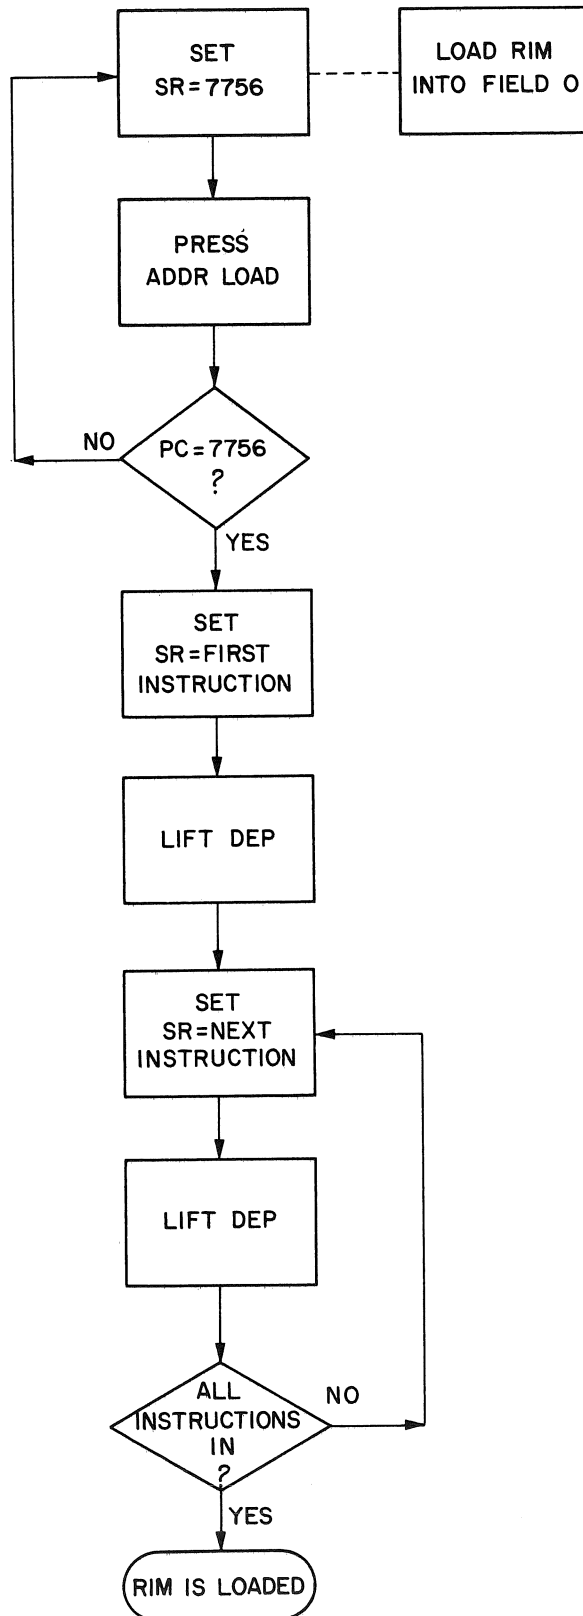 SET
SR=7756
LOAD RIM
INTO FIELD 0
PRESS
ADDR LOAD
NO
PC=7756
?
YES
SET
SR=FIRST
INSTRUCTION
LIFT DEP
SET
SR=NEXT
INSTRUCTION
LIFT DEP
ALL
INSTRUCTIONS
IN
?
NO
YES
RIM IS LOADED